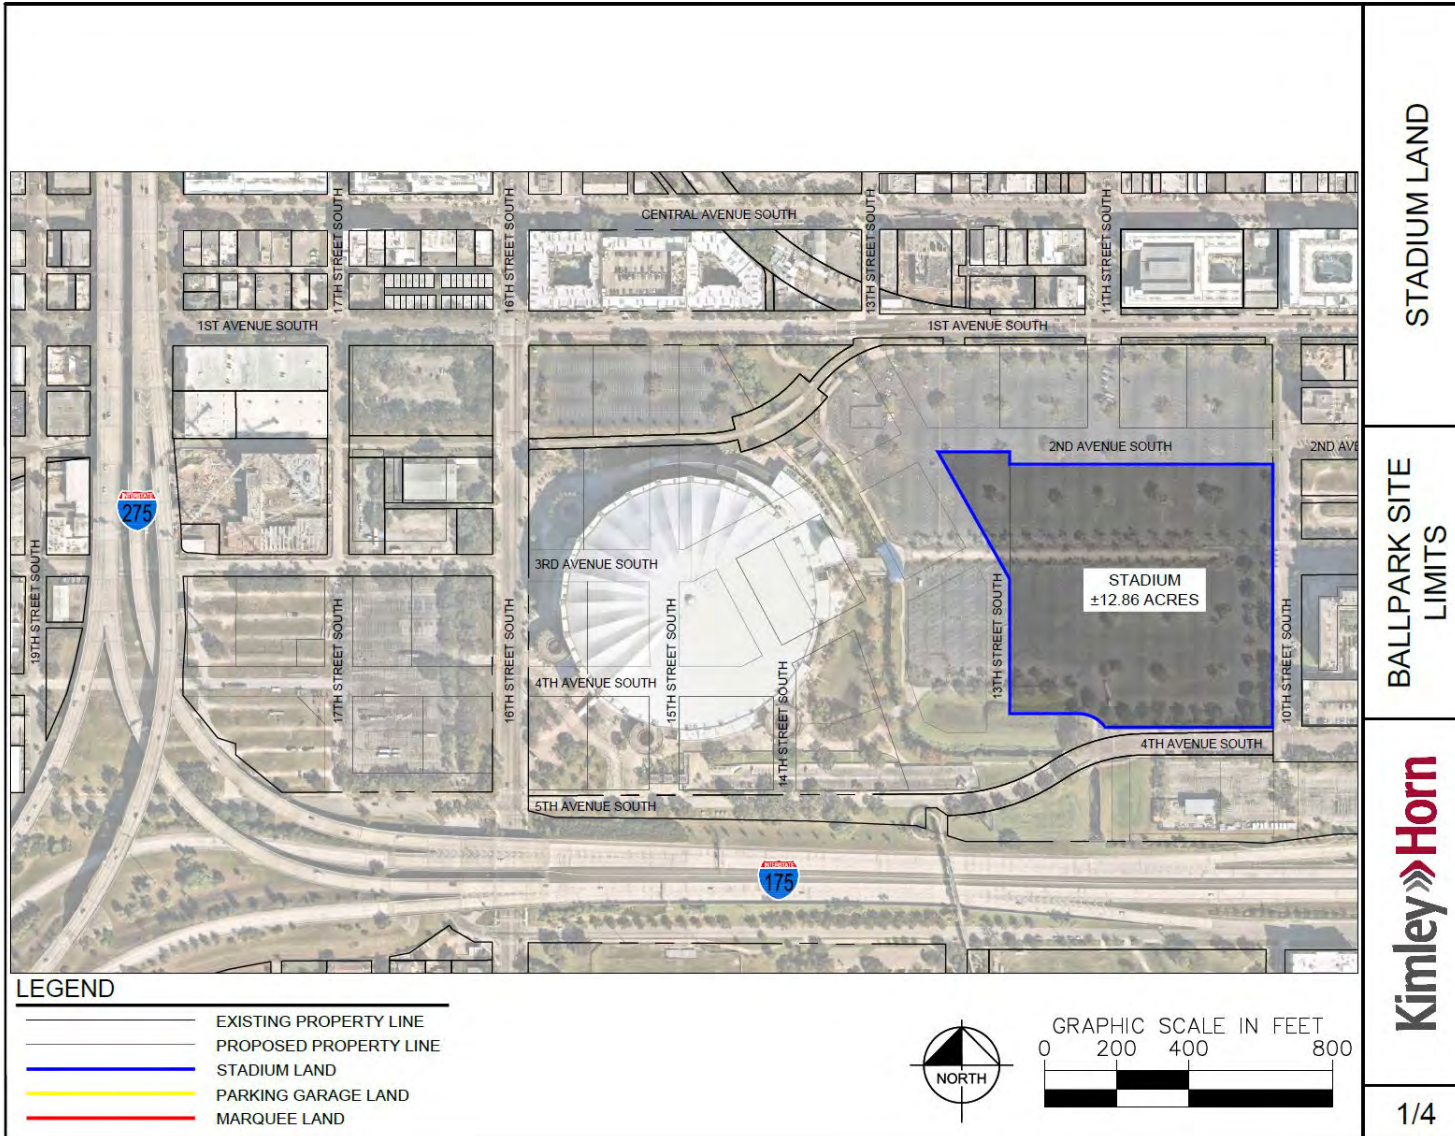 CENTRAL AVENUE SOUTH
17TH STREET SOUTH
16TH STREET SOUTH
13TH STREET SOUTH
11TH STREET SOUTH
1ST AVENUE SOUTH
1ST AVENUE SOUTH
2ND AVENUE SOUTH
2ND AVE
INTERSTATE
275
3RD AVENUE SOUTH
STADIUM
±12.86 ACRES
19TH STREET SOUTH
17TH STREET SOUTH
16TH STREET SOUTH
15TH STREET SOUTH
14TH STREET SOUTH
13TH STREET SOUTH
10TH STREET SOUTH
4TH AVENUE SOUTH
4TH AVENUE SOUTH
5TH AVENUE SOUTH
INTERSTATE
175
LEGEND
EXISTING PROPERTY LINE
PROPOSED PROPERTY LINE
STADIUM LAND
PARKING GARAGE LAND
MARQUEE LAND
NORTH
GRAPHIC SCALE IN FEET
0 200 400 800
STADIUM LAND
BALLPARK SITE
LIMITS
Kimley»Horn
1/4